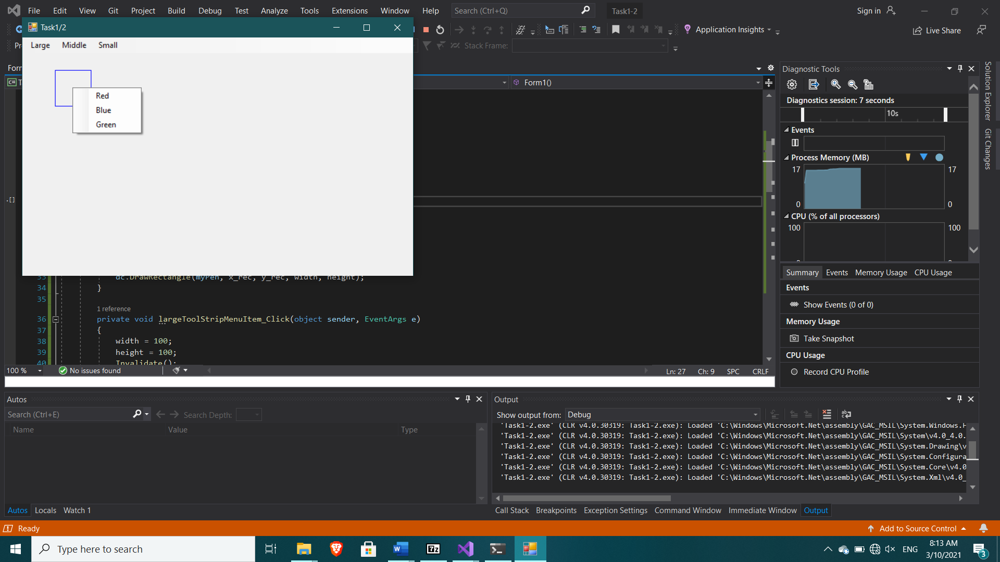 File Edit View Git Project Build Debug Test Analyze Tools Extensions Window Help Search (Ctrl+Q) Task1-2 Sign in
Task1/2
Application Insights Live Share
Large Middle Small
Stack Frame:
Red
Blue
Green
Form1()
33 dc.DrawRectangle(myPen, x_rec, y_rec, width, height);
34 }
35
1 reference
36 private void largeToolStripMenuItem_Click(object sender, EventArgs e)
37 {
38 width = 100;
39 height = 100;
40 Invalidate();
100 % No issues found Ln: 27 Ch: 9 SPC CRLF
Diagnostic Tools
Diagnostics session: 7 seconds
10s
Events
Process Memory (MB)
17 17
0 0
CPU (% of all processors)
100 100
Summary Events Memory Usage CPU Usage
Events
Show Events (0 of 0)
Memory Usage
Take Snapshot
CPU Usage
Record CPU Profile
Solution Explorer
Git Changes
Autos
Search (Ctrl+E) Search Depth:
Name Value Type
Autos Locals Watch 1
Output
Show output from: Debug
'Task1-2.exe' (CLR v4.0.30319: Task1-2.exe): Loaded 'C:\Windows\Microsoft.Net\assembly\GAC_MSIL\System.Windows.F
'Task1-2.exe' (CLR v4.0.30319: Task1-2.exe): Loaded 'C:\Windows\Microsoft.Net\assembly\GAC_MSIL\System\v4.0_4.0.
'Task1-2.exe' (CLR v4.0.30319: Task1-2.exe): Loaded 'C:\Windows\Microsoft.Net\assembly\GAC_MSIL\System.Drawing\v
'Task1-2.exe' (CLR v4.0.30319: Task1-2.exe): Loaded 'C:\Windows\Microsoft.Net\assembly\GAC_MSIL\System.Configura
'Task1-2.exe' (CLR v4.0.30319: Task1-2.exe): Loaded 'C:\Windows\Microsoft.Net\assembly\GAC_MSIL\System.Core\v4.0
'Task1-2.exe' (CLR v4.0.30319: Task1-2.exe): Loaded 'C:\Windows\Microsoft.Net\assembly\GAC_MSIL\System.Xml\v4.0_
Call Stack Breakpoints Exception Settings Command Window Immediate Window Output
Ready Add to Source Control
Type here to search
ENG
8:13 AM
3/10/2021
3